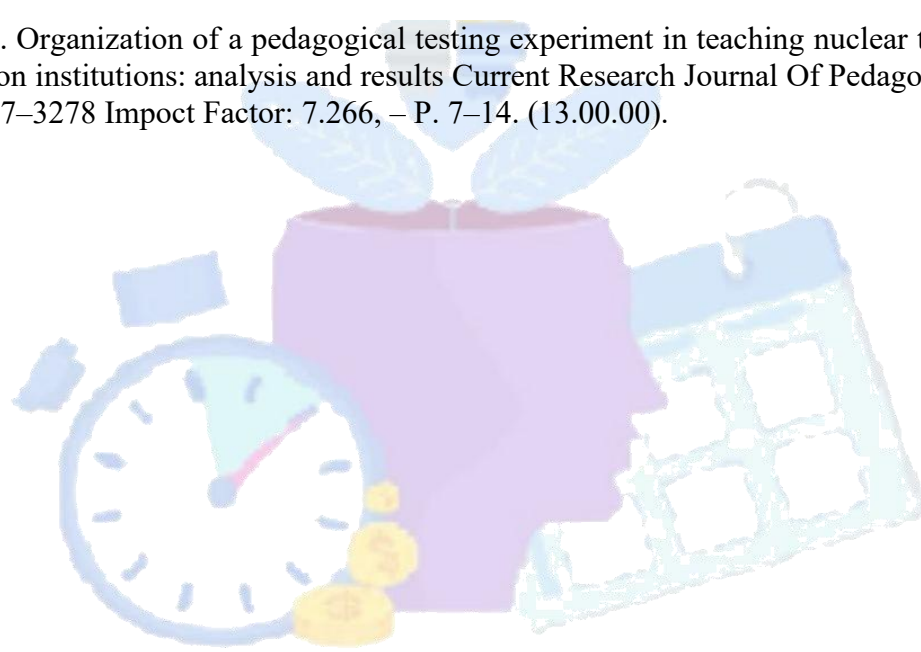 . Organization of a pedagogical testing experiment in teaching nuclear
on institutions: analysis and results Current Research Journal Of
7–3278 Impoct Factor: 7.266, – P. 7–14. (13.00.00).